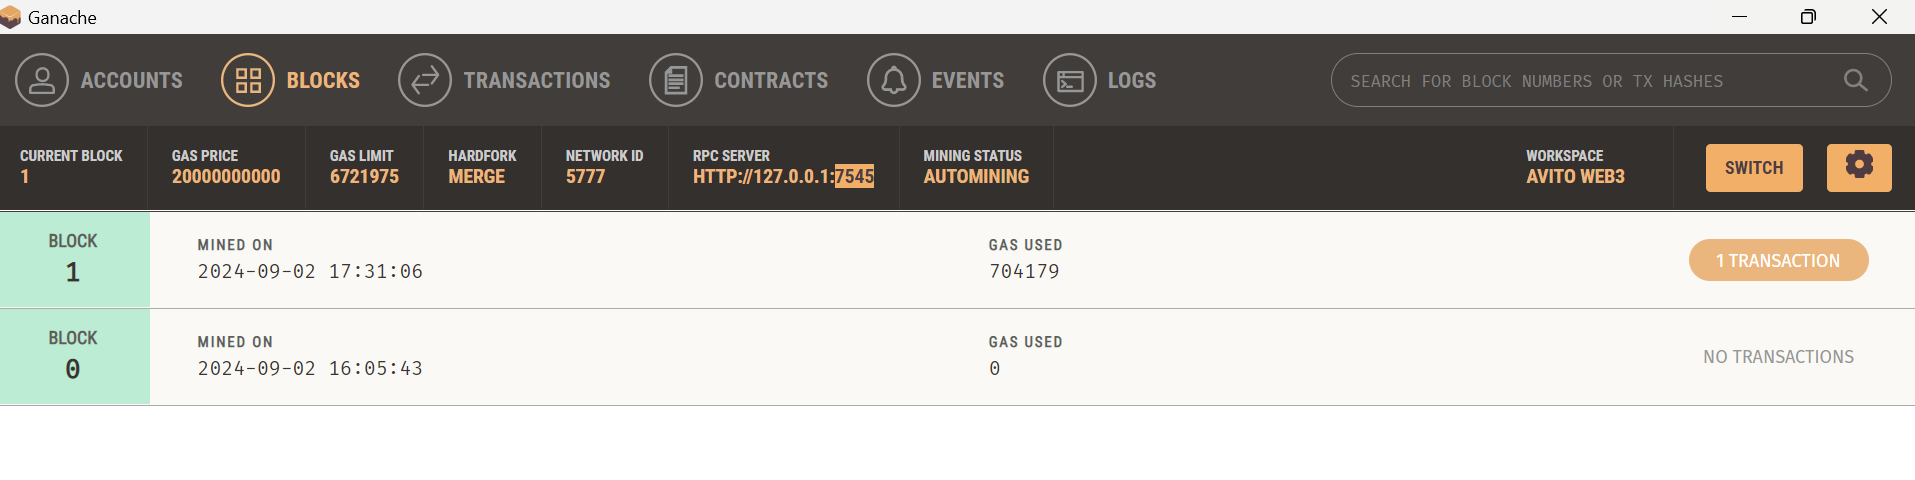 Ganache
ACCOUNTS BLOCKS TRANSACTIONS CONTRACTS EVENTS LOGS SEARCH FOR BLOCK NUMBERS OR TX HASHES
CURRENT BLOCK GAS PRICE GAS LIMIT HARDFORK NETWORK ID RPC SERVER MINING STATUS WORKSPACE
1 20000000000 6721975 MERGE 5777 HTTP://127.0.0.1:7545 AUTOMINING AVITO WEB3 SWITCH
BLOCK MINED ON GAS USED
1 2024-09-02 17:31:06 704179 1 TRANSACTION
BLOCK MINED ON GAS USED
0 2024-09-02 16:05:43 0 NO TRANSACTIONS